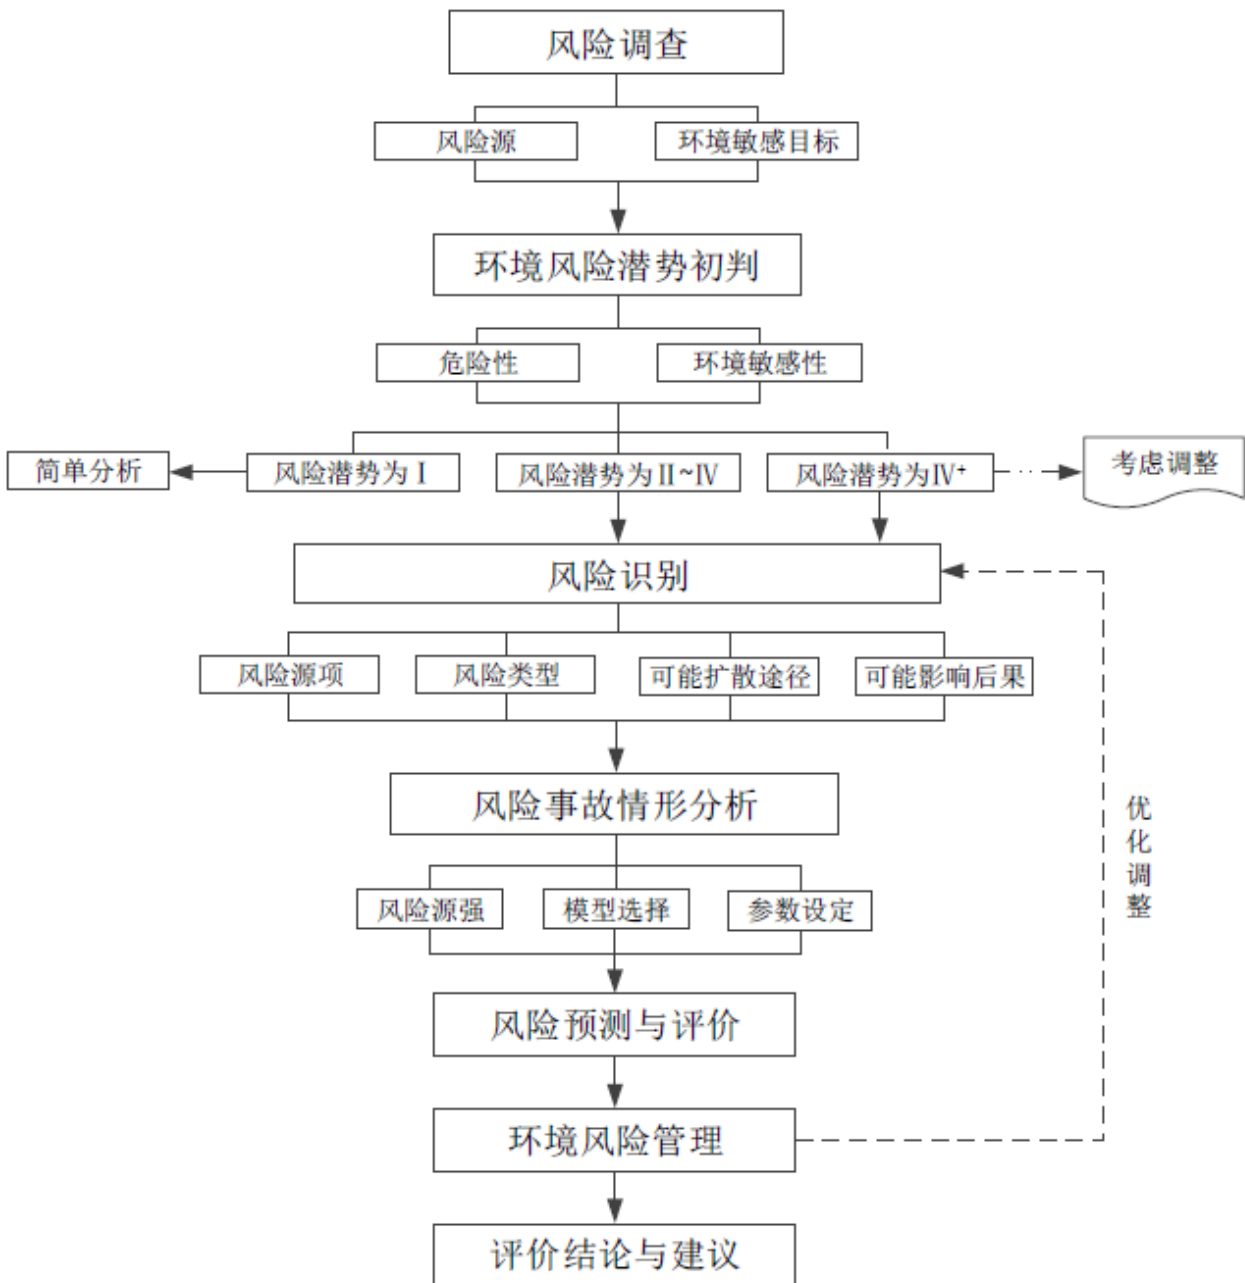 风险调查
风险源
环境敏感目标
环境风险潜势初判
危险性
环境敏感性
简单分析
风险潜势为Ⅰ
风险潜势为Ⅱ~Ⅳ
风险潜势为Ⅳ⁺
考虑调整
风险识别
风险源项
风险类型
可能扩散途径
可能影响后果
风险事故情形分析
优化调整
风险源强
模型选择
参数设定
风险预测与评价
环境风险管理
评价结论与建议